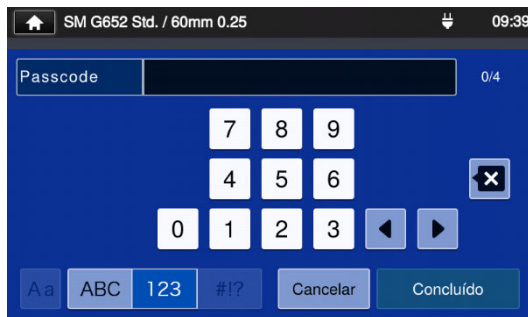 SM G652 Std. / 60mm 0.25 09:39
Passcode 0/4
7 8 9
4 5 6
0 1 2 3
Aa ABC 123 #!? Cancelar Concluído